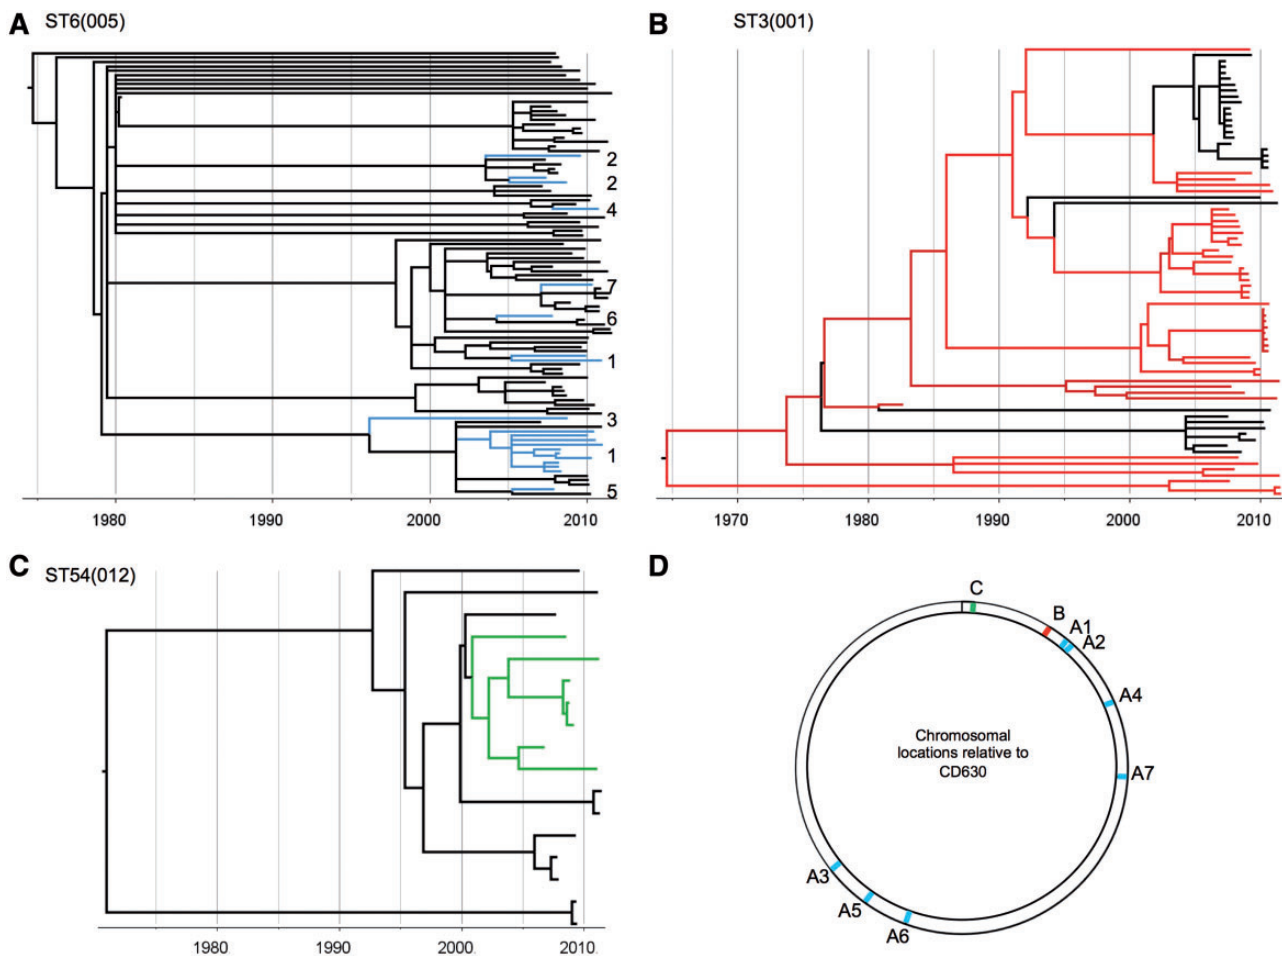 A ST6(005)
2
2
4
7
6
1
3
1
5
1980 1990 2000 2010
B ST3(001)
1970 1980 1990 2000 2010
C ST54(012)
1980. 1990. 2000. 2010.
D
C
B
A1
A2
A4
A7
Chromosomal
locations relative to
CD630
A3
A5
A6